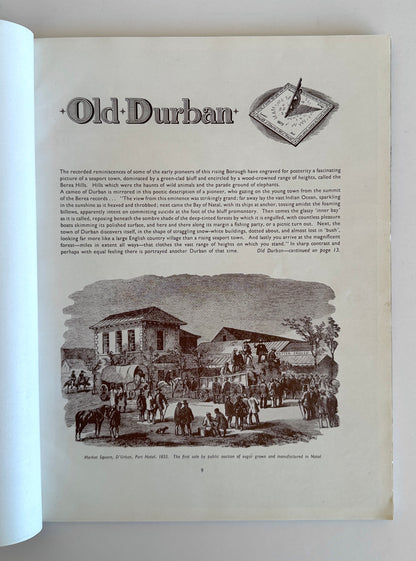 Old Durban
The recorded reminiscences of some of the early pioneers of this rising Borough have engraved for posterity a fascinating
picture of a seaport town, dominated by a green-clad bluff and encircled by a wood-crowned range of heights, called the
Berea Hills. Hills which were the haunts of wild animals and the parade ground of elephants.
A cameo of Durban is mirrored in this poetic description of a pioneer, who gazing on the young town from the summit
of the Berea records . . . "The view from this eminence was strikingly grand; far away lay the vast Indian Ocean, sparkling
in the sunshine as it heaved and chested; next came the Bay of Natal, with its ships at anchor, tossing amidst the foaming
billows, apparently intent on committing suicide at the foot of the bluff promontory. Then comes the glassy 'inner bay'
as it is called, reposing beneath the sombre shade of the deep-tinted forests by which it is engulfed, with countless pleasure
boats skimming its polished surface, and here and there along its margin a fishing party, or a picnic turn out. Next, the
town of Durban discovers itself, in the shape of straggling snow-white buildings, dotted about, and almost lost in 'bush',
looking far more like a large English country village than a rising seaport town. And lastly you arrive at the magnificent
forest—miles in extent all ways—that clothes the vast range of heights on which you stand." In sharp contrast and
perhaps with equal feeling there is portrayed another Durban of that time. Old Durban—continued on page 13.
Market Square, D'Urban, Port Natal, 1855. The first sale by public auction of sugar grown and manufactured in Natal
9